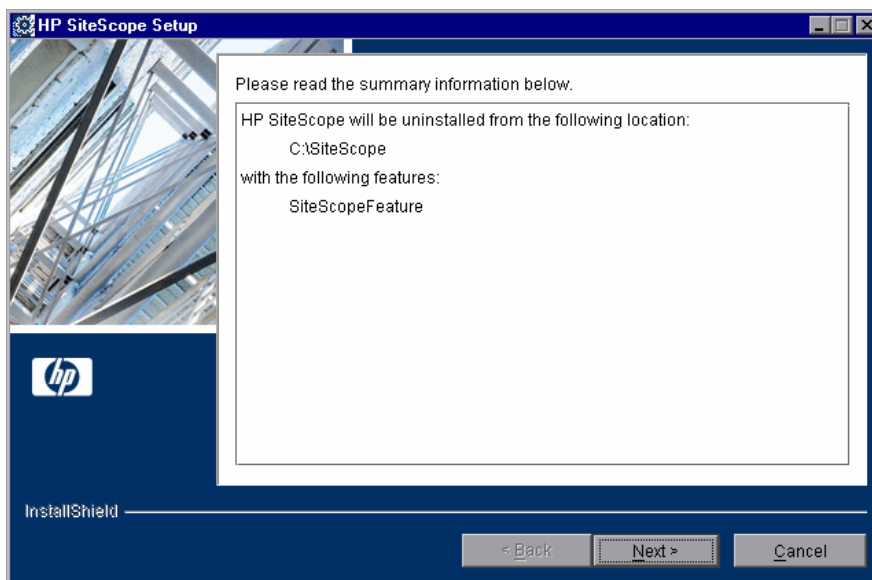 HP SiteScope Setup
Please read the summary information below.
HP SiteScope will be uninstalled from the following location:
C:\SiteScope
with the following features:
SiteScopeFeature
hp
InstallShield
< Back
Next >
Cancel